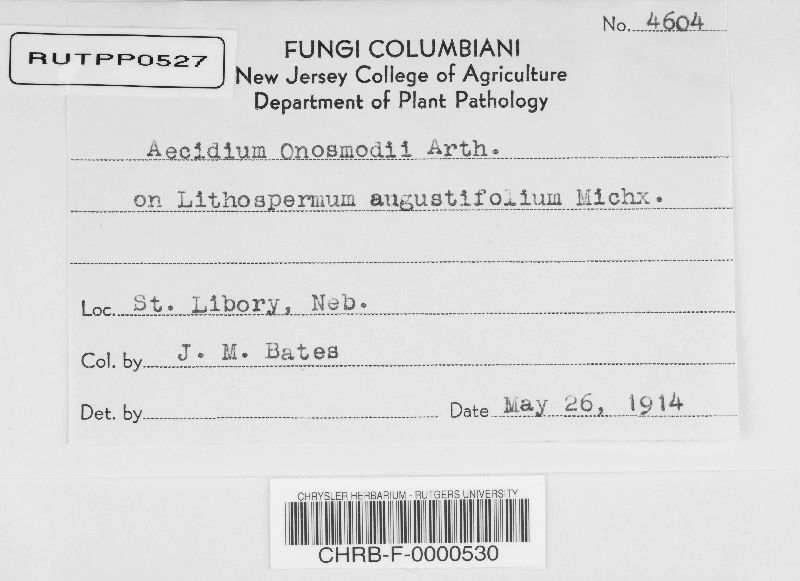 No. 4604
RUTPP0527
FUNGI COLUMBIANI
New Jersey College of Agriculture
Department of Plant Pathology
Aecidium Onosmodii Arth.
on Lithospermum augustifolium Michx.
Loc. St. Libory, Neb.
Col. by J. M. Bates
Det. by
Date May 26, 1914
CHRYSLER HERBARIUM - RUTGERS UNIVERSITY
CHRB-F-0000530